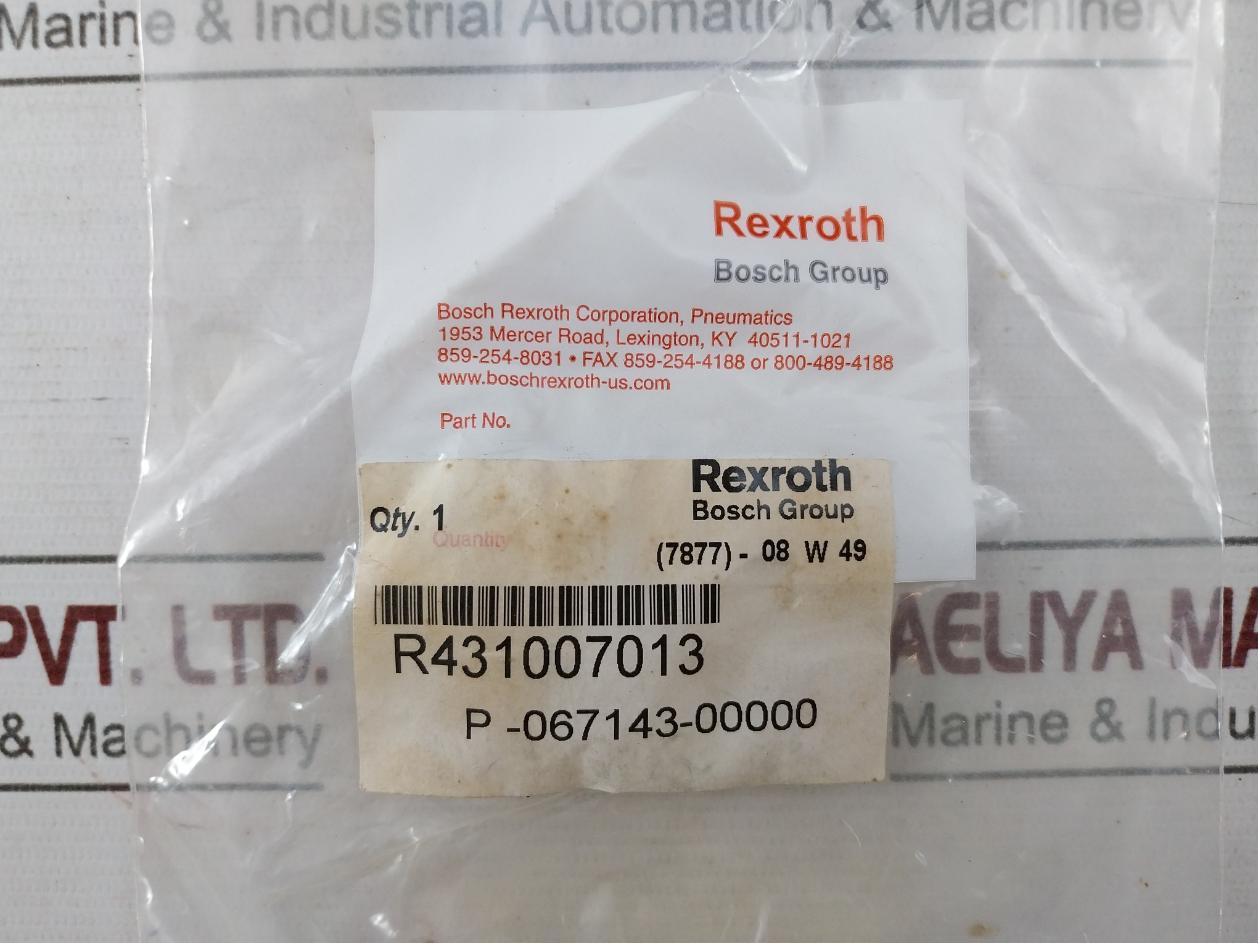 Marine & Industrial Automation & Machinery
Rexroth
Bosch Group
Bosch Rexroth Corporation, Pneumatics
1953 Mercer Road, Lexington, KY 40511-1021
859-254-8031 • FAX 859-254-4188 or 800-489-4188
www.boschrexroth-us.com
Part No.
Rexroth
Bosch Group
Qty. 1
Quantity
(7877) - 08 W 49
R431007013
P -067143-00000
PVT. LTD.
AELIYA MA
& Machinery
Marine & Indu